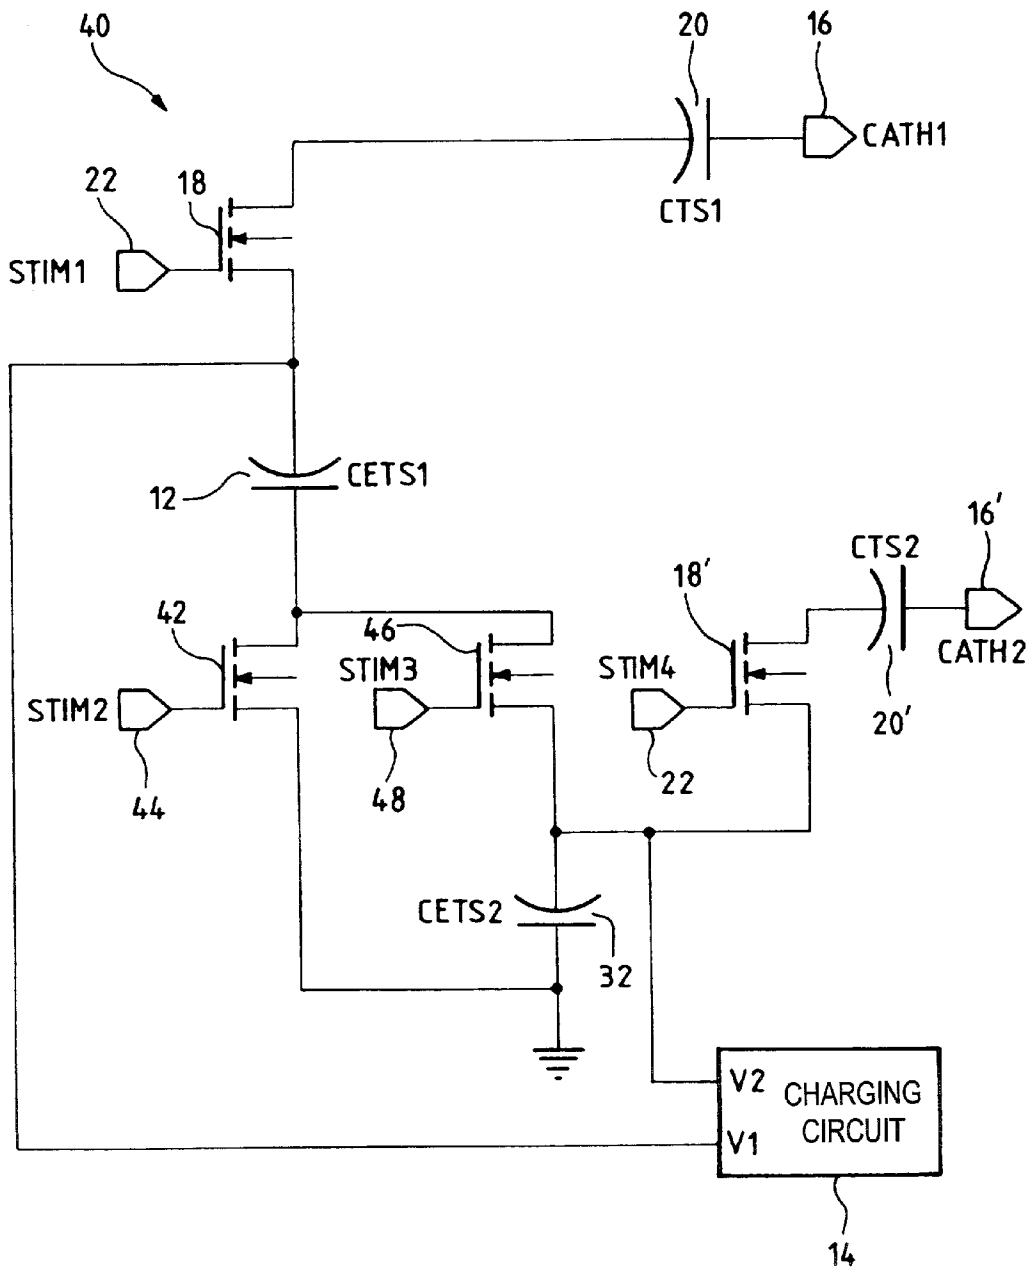 40
20
16
CATH1
CTS1
22
18
STIM1
12
CETS1
CTS2
16'
18'
42
46
STIM3
STIM4
CATH2
STIM2
20'
22
44
48
CETS2
32
V2
CHARGING
CIRCUIT
V1
14